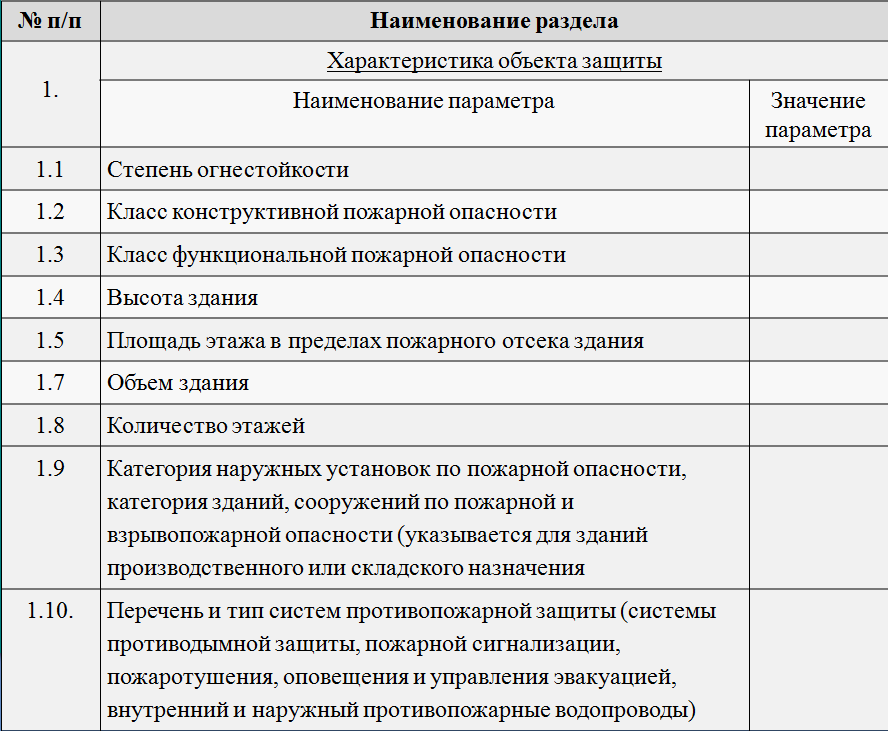 № п/п Наименование раздела
1. Характеристика объекта защиты
Наименование параметра Значение
параметра
1.1 Степень огнестойкости
1.2 Класс конструктивной пожарной опасности
1.3 Класс функциональной пожарной опасности
1.4 Высота здания
1.5 Площадь этажа в пределах пожарного отсека здания
1.7 Объем здания
1.8 Количество этажей
1.9 Категория наружных установок по пожарной опасности,
категория зданий, сооружений по пожарной и
взрывопожарной опасности (указывается для зданий
производственного или складского назначения
1.10. Перечень и тип систем противопожарной защиты (системы
противодымной защиты, пожарной сигнализации,
пожаротушения, оповещения и управления эвакуацией,
внутренний и наружный противопожарные водопроводы)